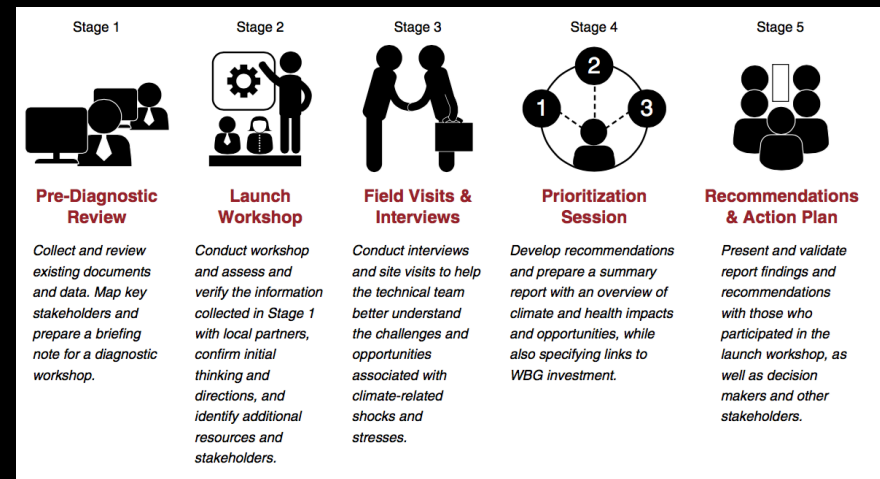 Stage 1
Pre-Diagnostic
Review
Collect and review
existing documents
and data. Map key
stakeholders and
prepare a briefing
note for a diagnostic
workshop.
Stage 2
Launch
Workshop
Conduct workshop
and assess and
verify the information
collected in Stage 1
with local partners,
confirm initial
thinking and
directions, and
identify additional
resources and
stakeholders.
Stage 3
Field Visits &
Interviews
Conduct interviews
and site visits to help
the technical team
better understand
the challenges and
opportunities
associated with
climate-related
shocks and
stresses.
Stage 4
1
2
3
Prioritization
Session
Develop recommendations
and prepare a summary
report with an overview of
climate and health impacts
and opportunities, while
also specifying links to
WBG investment.
Stage 5
Recommendations
& Action Plan
Present and validate
report findings and
recommendations
with those who
participated in the
launch workshop, as
well as decision
makers and other
stakeholders.